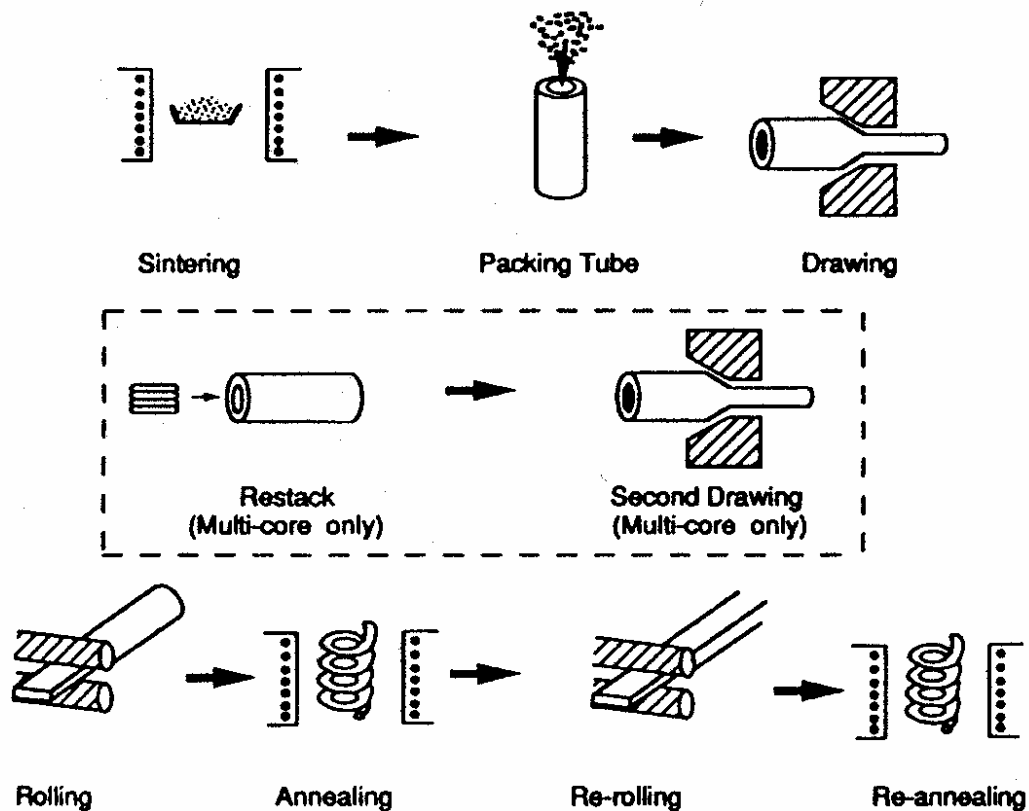 Sintering
Packing Tube
Drawing
Restack
(Multi-core only)
Second Drawing
(Multi-core only)
Rolling
Annealing
Re-rolling
Re-annealing